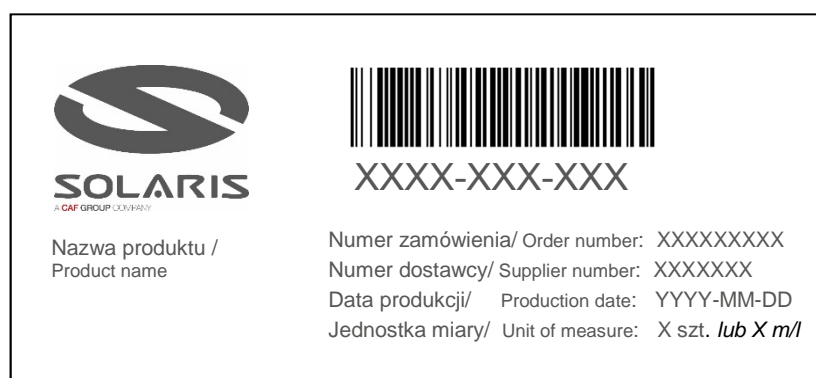 SOLARIS
A CAF GROUP COMPANY
XXXX-XXX-XXX
Nazwa produktu /
Product name
Numer zamówienia/ Order number: XXXXXXXXX
Numer dostawcy/ Supplier number: XXXXXXX
Data produkcji/ Production date: YYYY-MM-DD
Jednostka miary/ Unit of measure: X szt. lub X m/l